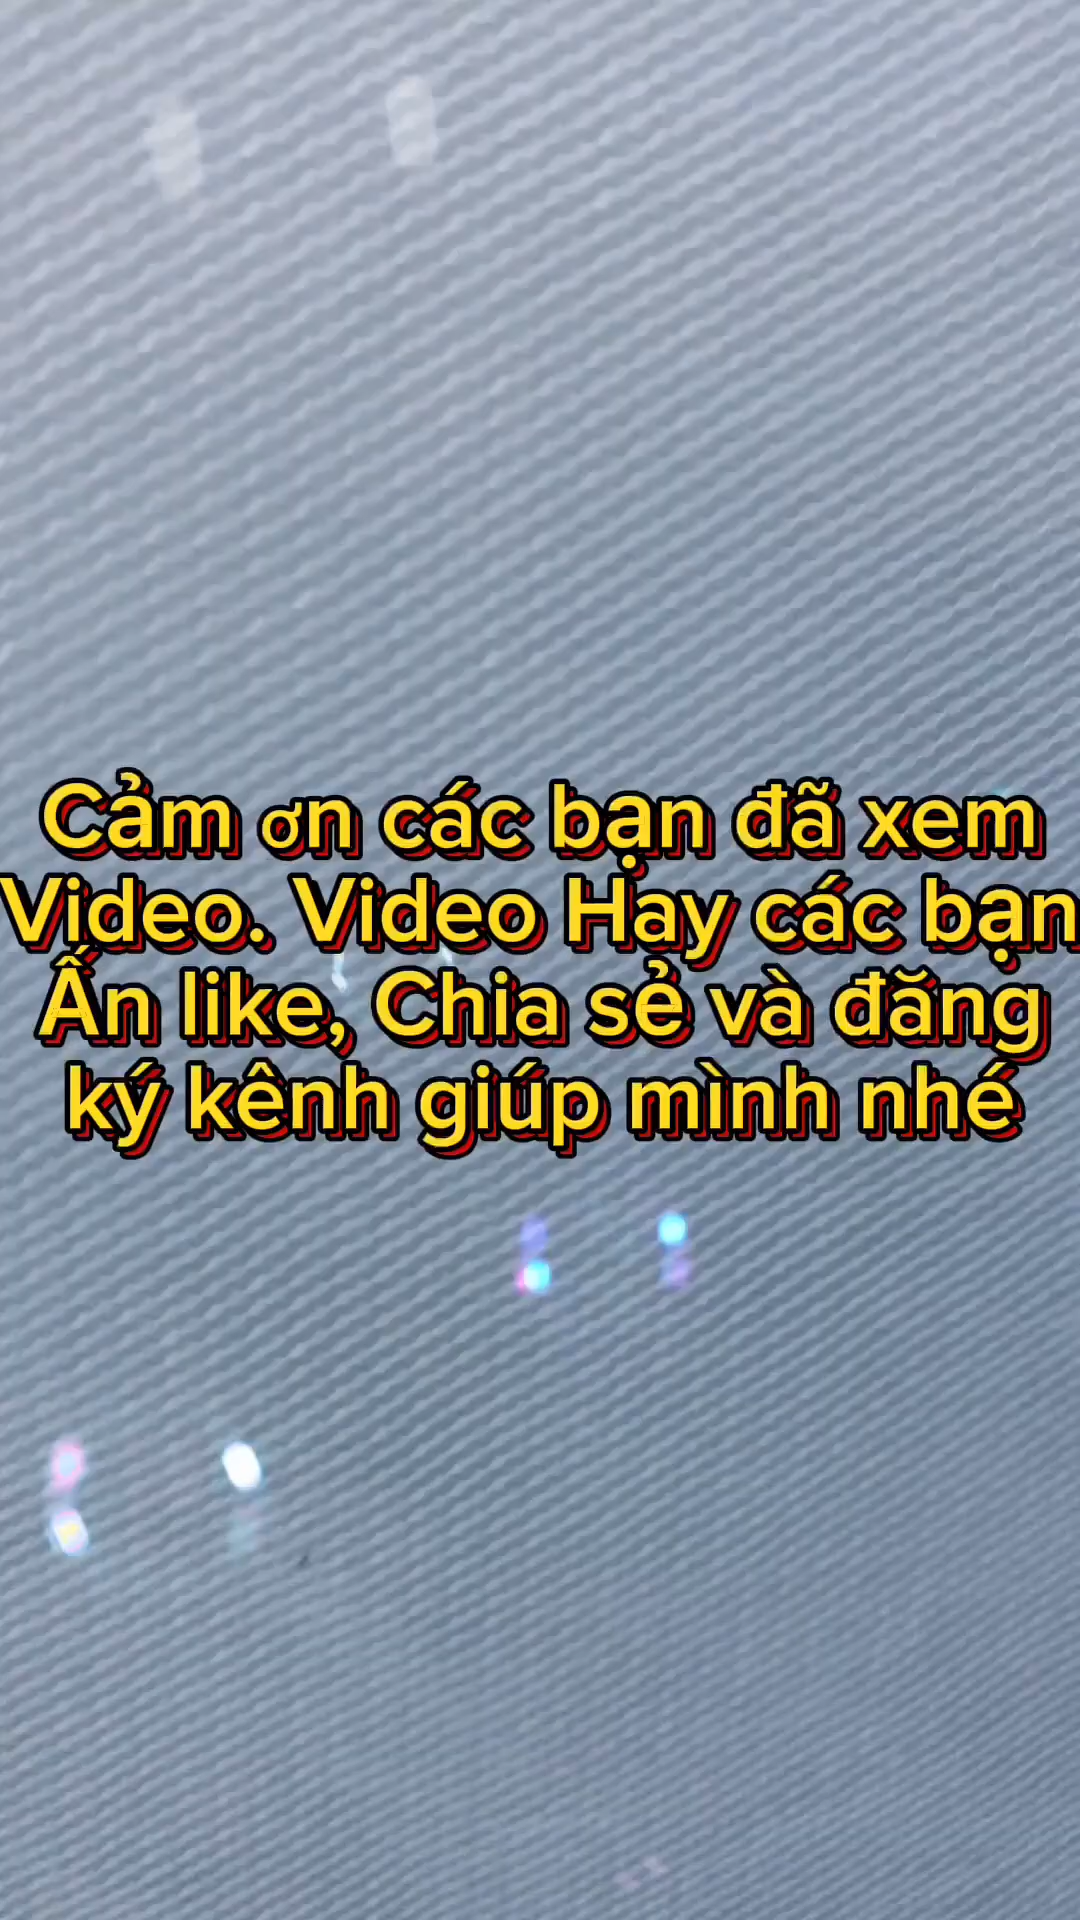 Cảm ơn các bạn đã xem
Video. Video Hay các bạn
Ấn like, Chia sẻ và đăng
ký kênh giúp mình nhé